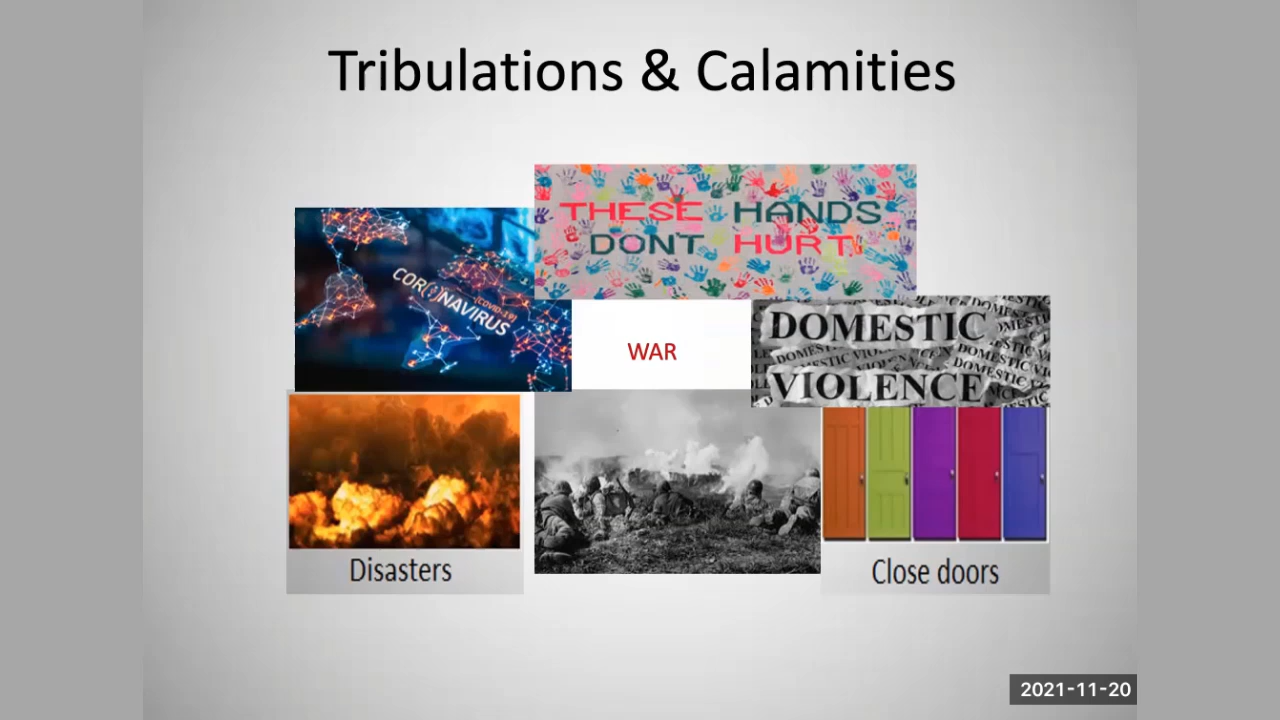 Tribulations & Calamities
THESE HANDS
DONT HURT
CORONAVIRUS
(COVID-19)
WAR
DOMESTIC
VIOLENCE
Disasters
Close doors
2021-11-20